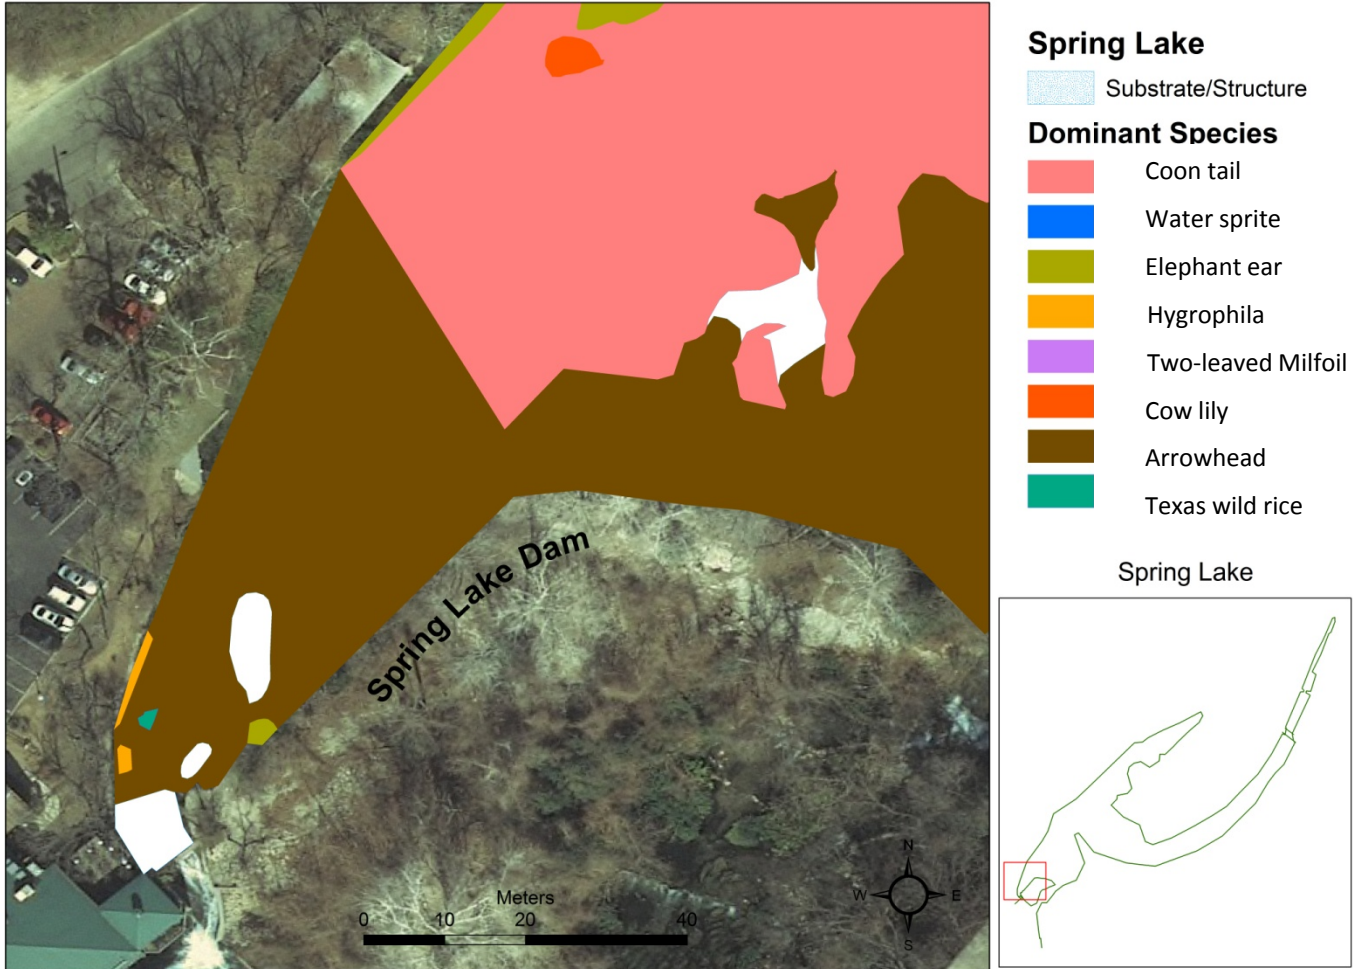 Spring Lake
Substrate/Structure
Dominant Species
Coon tail
Water sprite
Elephant ear
Hygrophila
Two-leaved Milfoil
Cow lily
Arrowhead
Texas wild rice
Spring Lake
Spring Lake Dam
Meters
0 10 20 40
N
W E
S